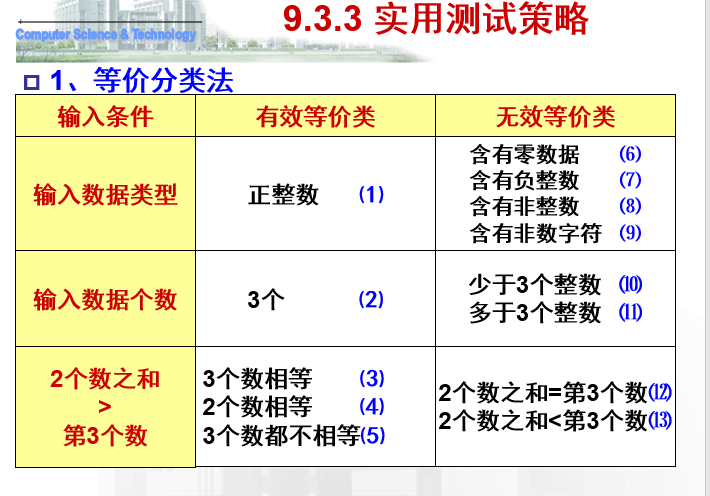 9.3.3 实用测试策略
Computer Science & Technology
1、等价分类法
输入条件 有效等价类 无效等价类
输入数据类型 正整数 (1)
含有零数据 (6)
含有负整数 (7)
含有非整数 (8)
含有非数字符 (9)
输入数据个数 3个 (2)
少于3个整数 (10)
多于3个整数 (11)
2个数之和
>
第3个数
3个数相等 (3)
2个数相等 (4)
3个数都不相等(5)
2个数之和=第3个数(12)
2个数之和<第3个数(13)